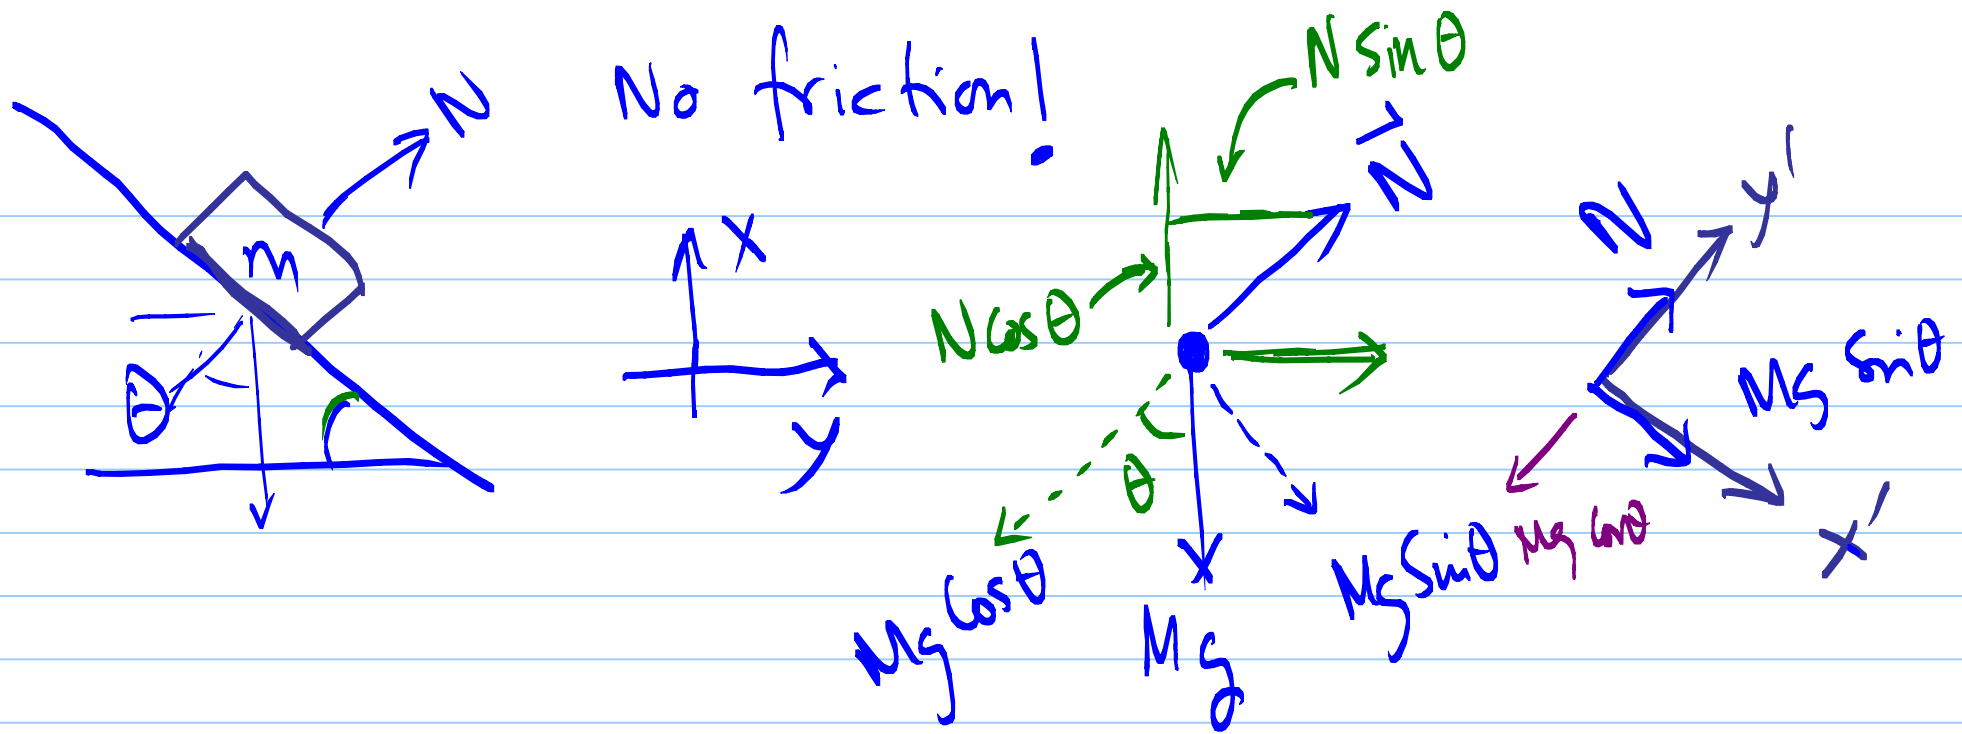 No friction!
N
m
θ
X
y
N sin θ
N
N cos θ
θ
Mg cos θ
Mg
Mg sin θ
N
y'
Mg sin θ
Mg cos θ
x'